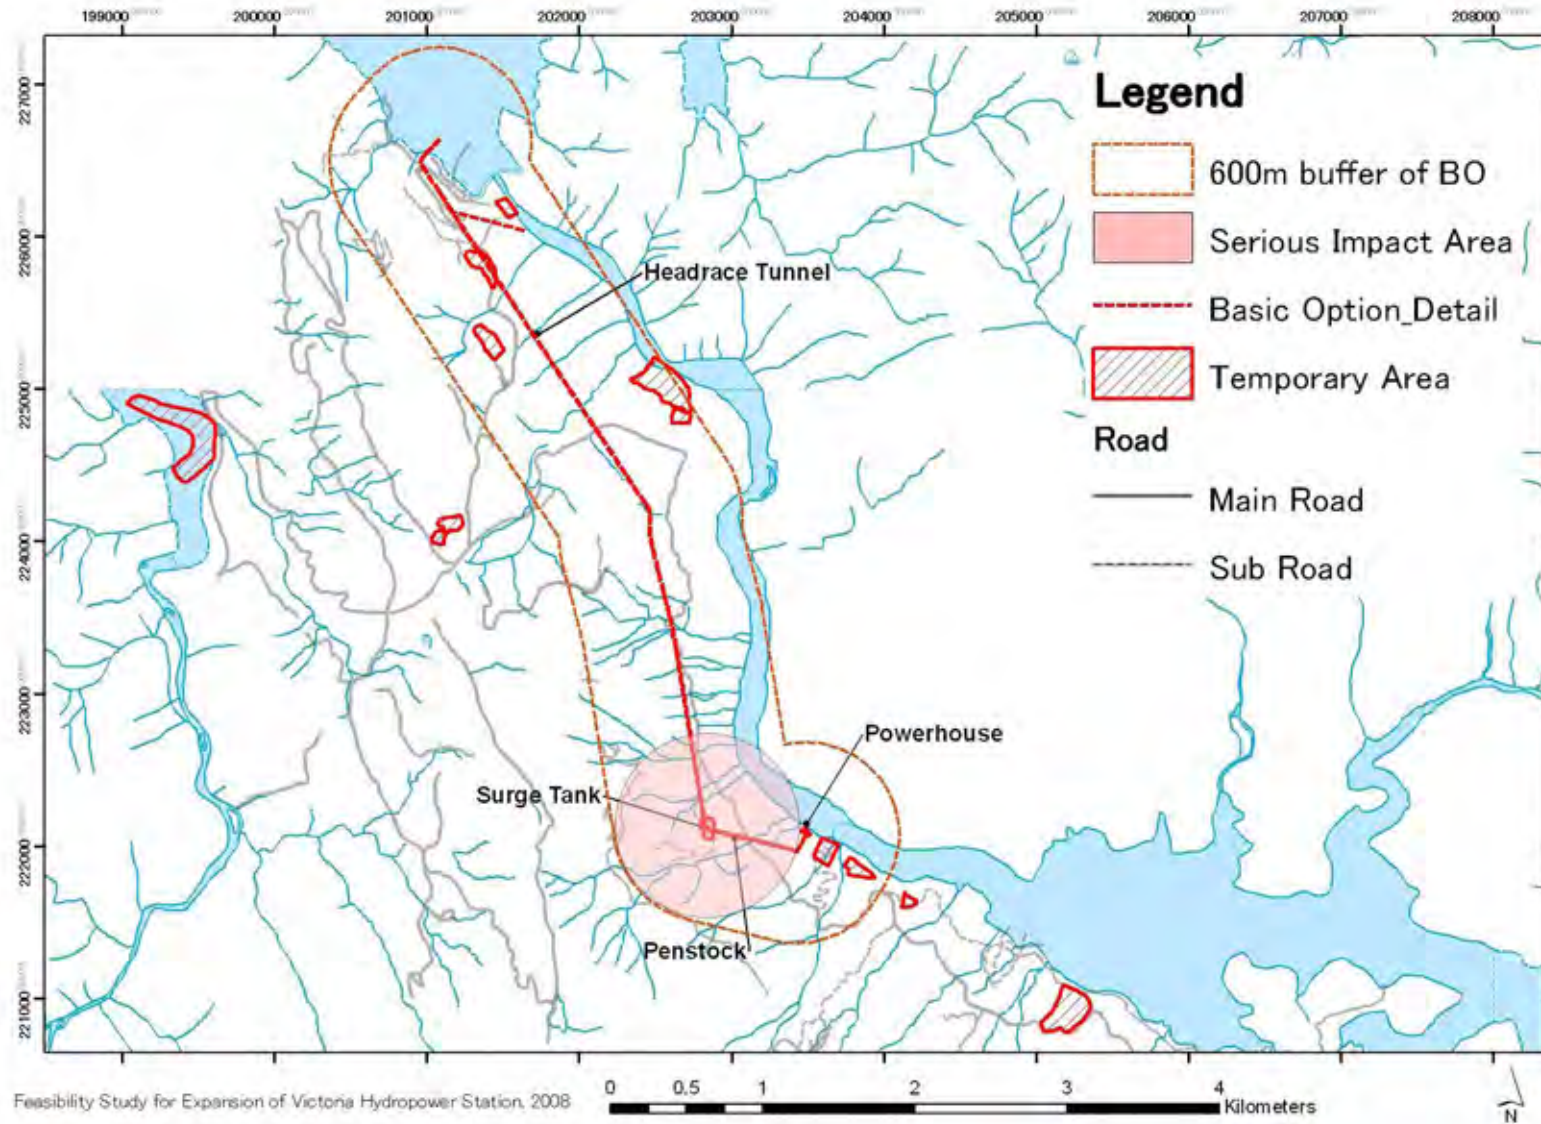 199000 200000 201000 202000 203000 204000 205000 206000 207000 208000
227000
226000
225000
224000
223000
222000
221000
Legend
600m buffer of BO
Serious Impact Area
Basic Option_Detail
Temporary Area
Road
Main Road
Sub Road
Headrace Tunnel
Powerhouse
Surge Tank
Penstock
Feasibility Study for Expansion of Victoria Hydropower Station, 2008
0 0.5 1 2 3 4
Kilometers
N